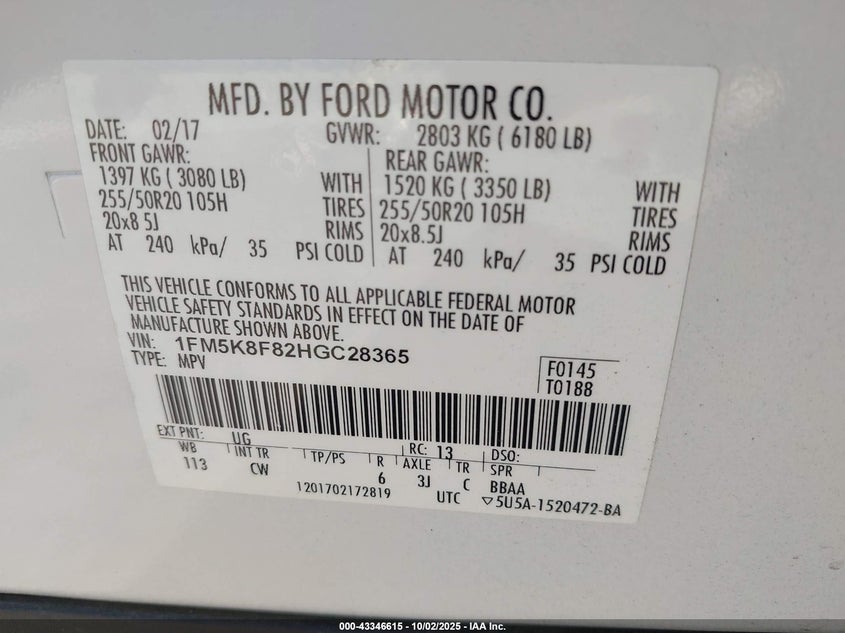 MFD. BY FORD MOTOR CO.
DATE: 02/17 GVWR: 2803 KG ( 6180 LB)
FRONT GAWR: REAR GAWR:
1397 KG ( 3080 LB) WITH 1520 KG ( 3350 LB) WITH
255/50R20 105H TIRES 255/50R20 105H TIRES
20x8 5J RIMS 20x8.5J RIMS
AT 240 kPa/ 35 PSI COLD AT 240 kPa/ 35 PSI COLD
THIS VEHICLE CONFORMS TO ALL APPLICABLE FEDERAL MOTOR
VEHICLE SAFETY STANDARDS IN EFFECT ON THE DATE OF
MANUFACTURE SHOWN ABOVE.
VIN: 1FM5K8F82HGC28365
TYPE: MPV
F0145
T0188
EXT PNT: UG RC: 13 DSO:
WB INT TR TP/PS R AXLE TR SPR
113 CW 6 3J C BBAA
1201702172819 UTC ▽5U5A-1520472-BA
000-43346615 - 10/02/2025 - IAA Inc.